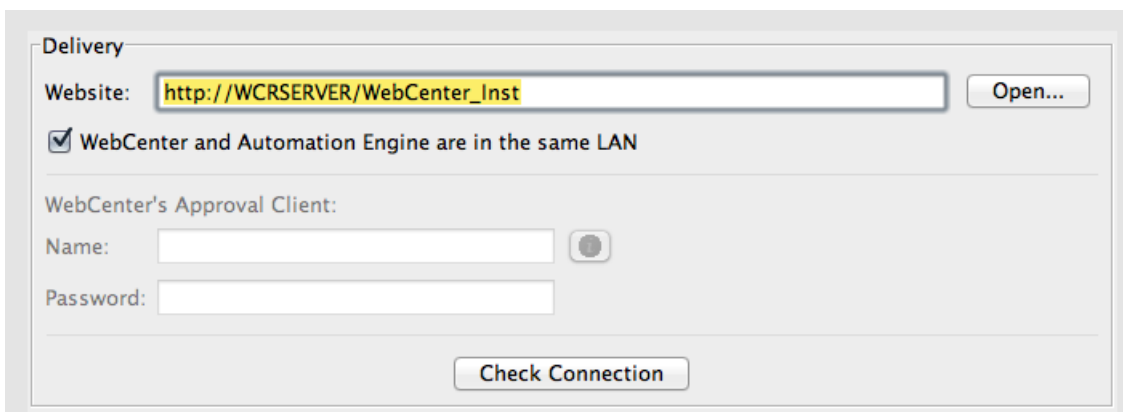 Delivery
Website: http://WCRSERVER/WebCenter_Inst Open...
WebCenter and Automation Engine are in the same LAN
WebCenter's Approval Client:
Name:
Password:
Check Connection